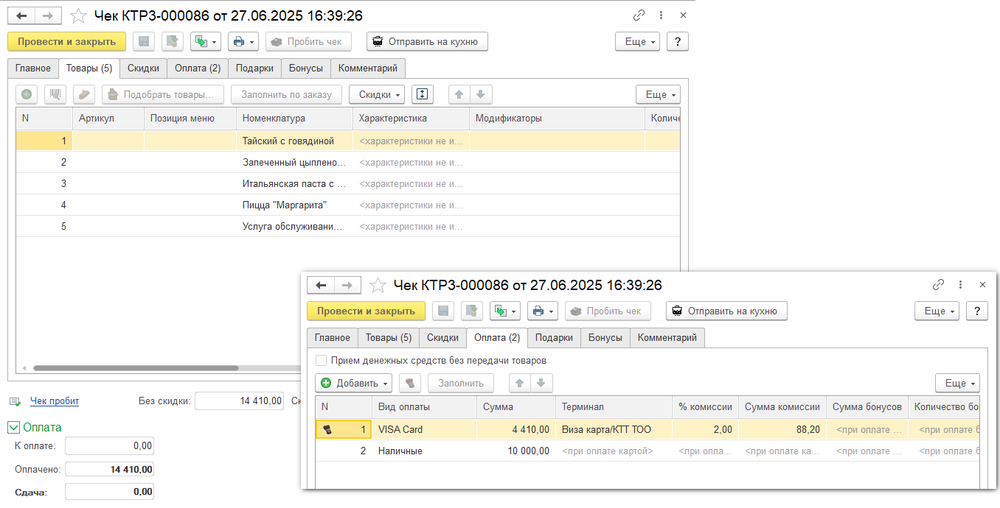 Чек КТР3-000086 от 27.06.2025 16:39:26
Провести и закрыть Пробить чек Отправить на кухню Еще ?
Главное Товары (5) Скидки Оплата (2) Подарки Бонусы Комментарий
Подобрать товары... Заполнить по заказу Скидки Еще
N Артикул Позиция меню Номенклатура Характеристика Модификаторы Количе
1 Тайский с говядиной <характеристики не и...
2 Запеченный цыплено... <характеристики не и...
3 Итальянская паста с ... <характеристики не и...
4 Пицца "Маргарита" <характеристики не и...
5 Услуга обслуживани... <характеристики не и...
Чек пробит Без скидки: 14 410,00 Ск
Оплата
К оплате: 0,00
Оплачено: 14 410,00
Сдача: 0,00
Чек КТР3-000086 от 27.06.2025 16:39:26
Провести и закрыть Пробить чек Отправить на кухню Еще ?
Главное Товары (5) Скидки Оплата (2) Подарки Бонусы Комментарий
Прием денежных средств без передачи товаров
Добавить Заполнить Еще
N Вид оплаты Сумма Терминал % комиссии Сумма комиссии Сумма бонусов Количество бо
1 VISA Card 4 410,00 Виза карта/КТТ ТОО 2,00 88,20 <при оплате ... <при оплате б
2 Наличные 10 000,00 <при оплате картой> <при опла... <при оплате ка... <при оплате ... <при оплате б